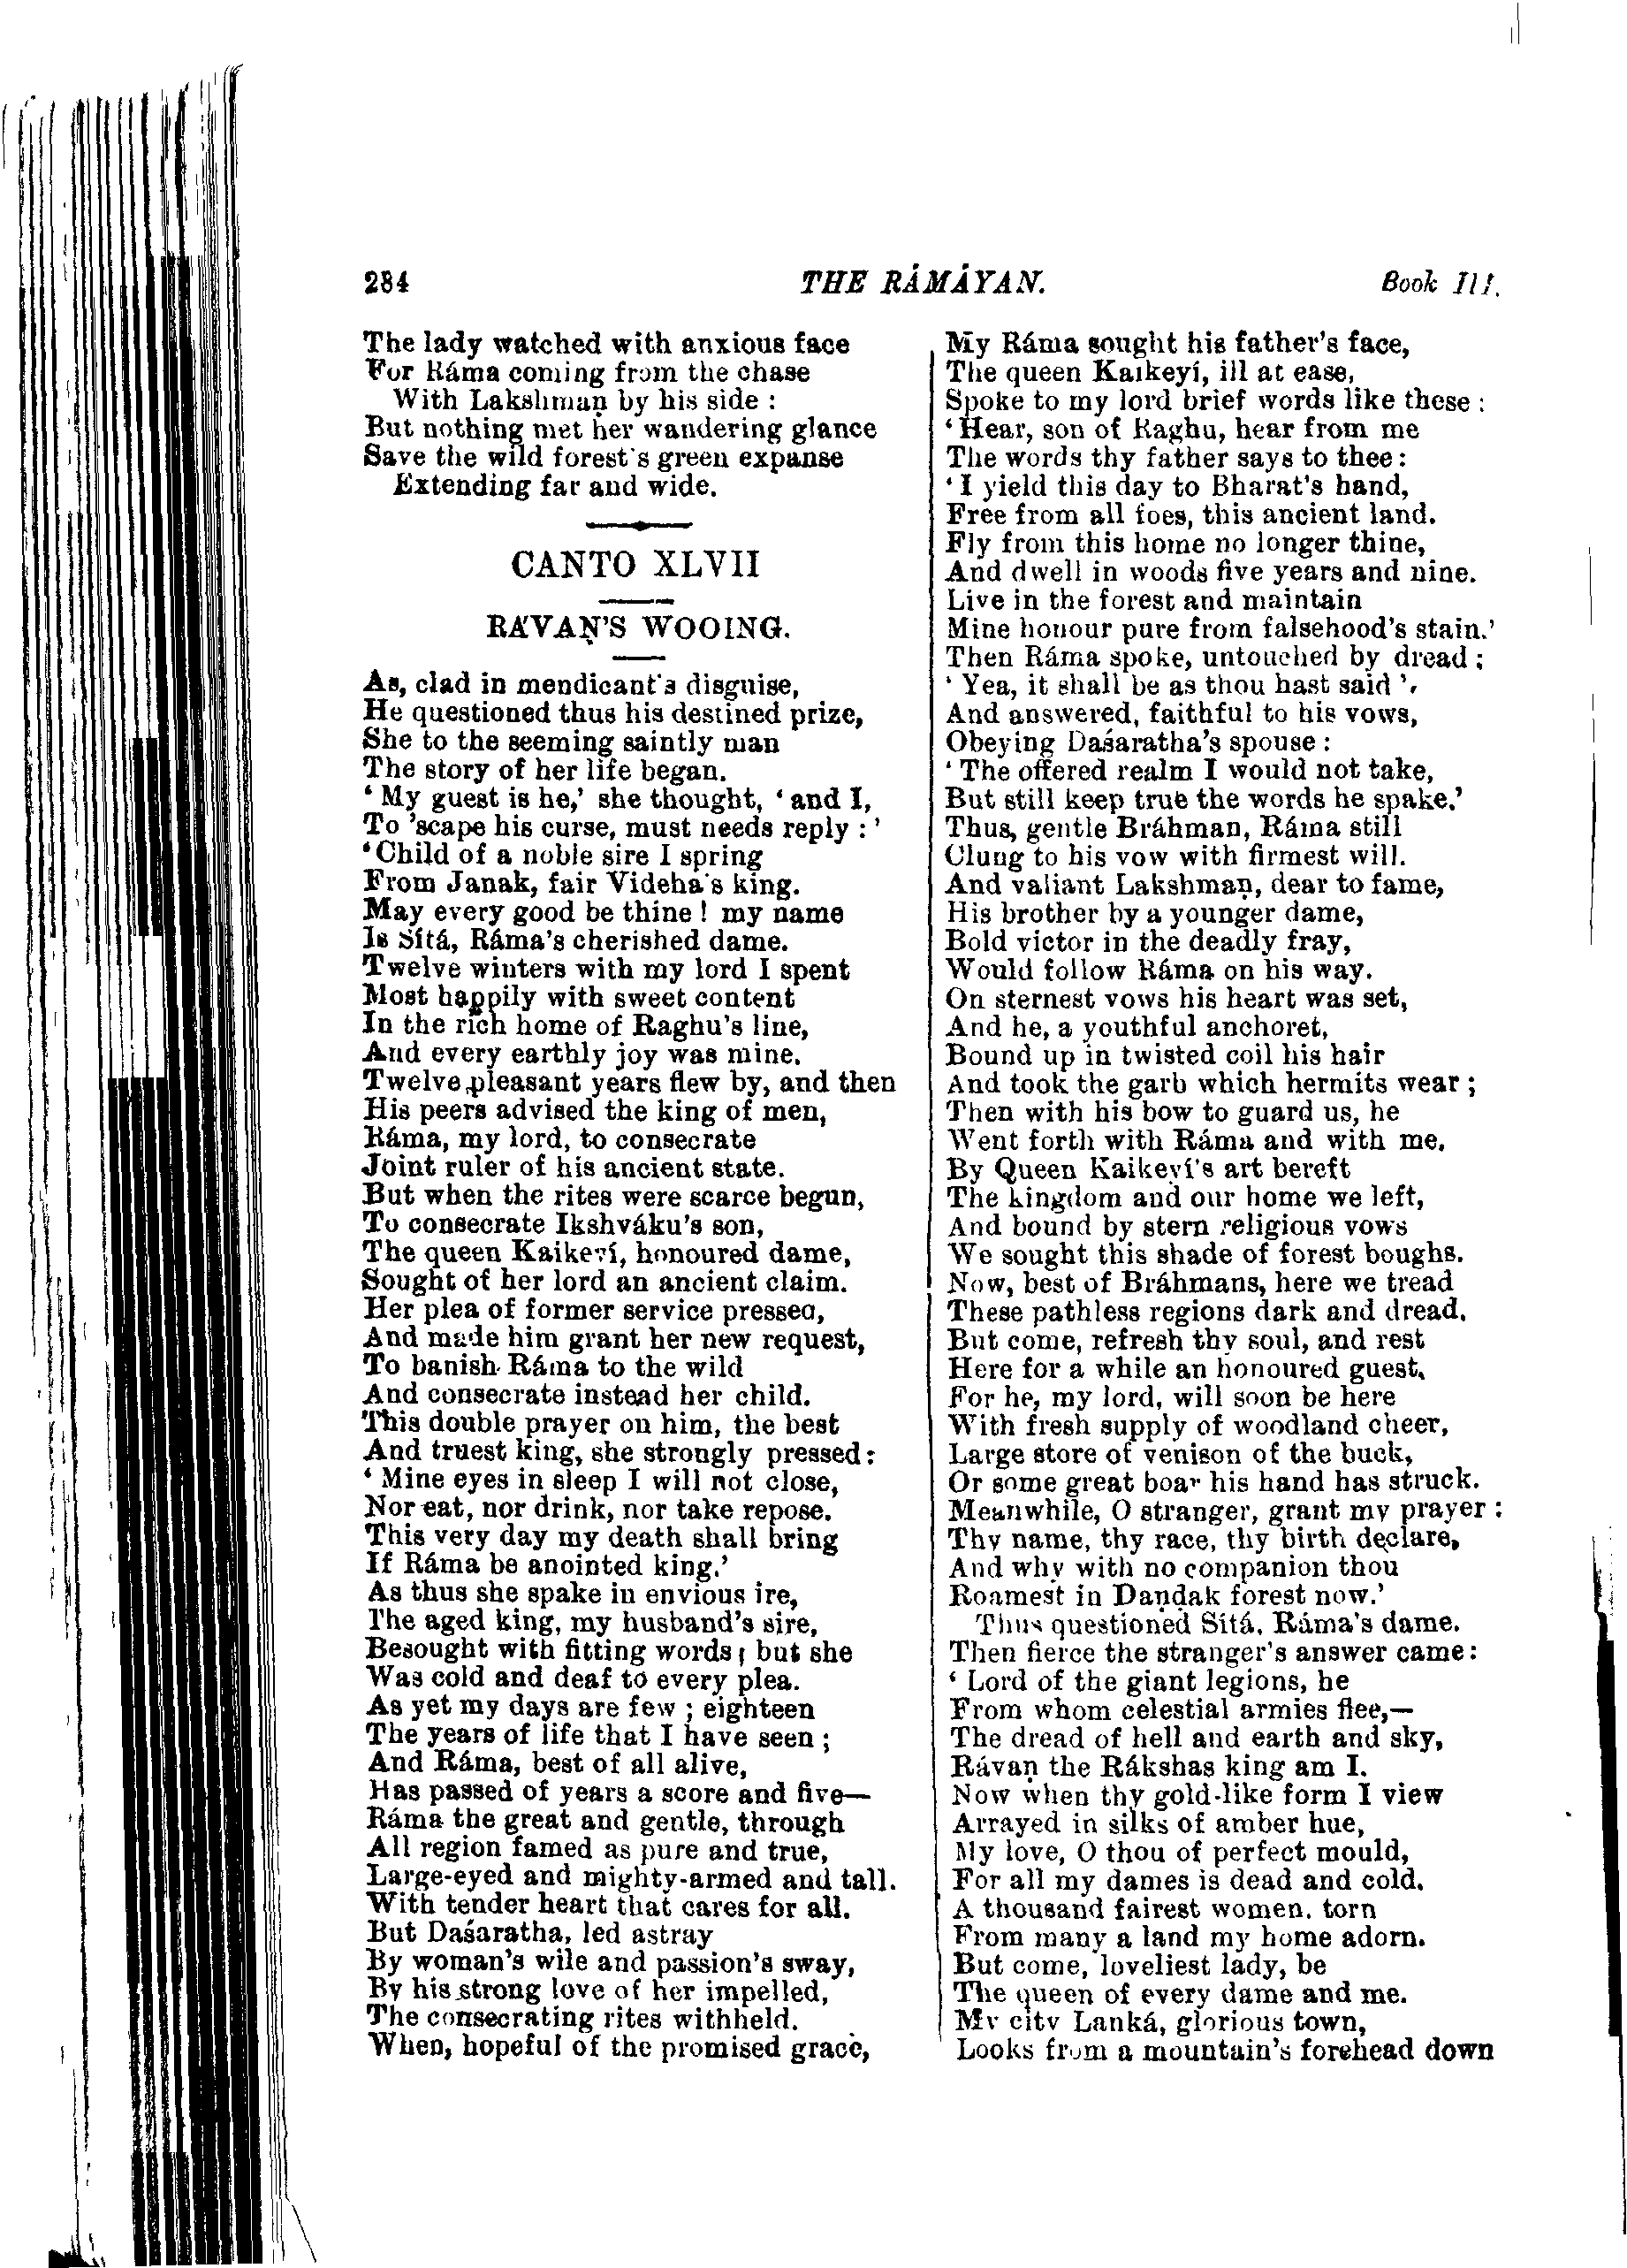 284
THE RÁMÁYAN.
Book III.
The lady watched with anxious face
For Ráma coming from the chase
With Lakshmaṇ by his side :
But nothing met her wandering glance
Save the wild forest's green expanse
Extending far and wide.
CANTO XLVII
RÁVAṆ'S WOOING.
As, clad in mendicant's disguise,
He questioned thus his destined prize,
She to the seeming saintly man
The story of her life began.
‘ My guest is he,’ she thought, ‘ and I,
To ’scape his curse, must needs reply : ’
‘ Child of a noble sire I spring
From Janak, fair Videha's king.
May every good be thine ! my name
Is Sítá, Ráma's cherished dame.
Twelve winters with my lord I spent
Most happily with sweet content
In the rich home of Raghu's line,
And every earthly joy was mine.
Twelve pleasant years flew by, and then
His peers advised the king of men,
Ráma, my lord, to consecrate
Joint ruler of his ancient state.
But when the rites were scarce begun,
To consecrate Ikshváku's son,
The queen Kaikeyí, honoured dame,
Sought of her lord an ancient claim.
Her plea of former service pressed,
And made him grant her new request,
To banish Ráma to the wild
And consecrate instead her child.
This double prayer on him, the best
And truest king, she strongly pressed :
‘ Mine eyes in sleep I will not close,
Nor eat, nor drink, nor take repose.
This very day my death shall bring
If Ráma be anointed king.’
As thus she spake in envious ire,
The aged king, my husband's sire,
Besought with fitting words ; but she
Was cold and deaf to every plea.
As yet my days are few ; eighteen
The years of life that I have seen ;
And Ráma, best of all alive,
Has passed of years a score and five—
Ráma the great and gentle, through
All region famed as pure and true,
Large-eyed and mighty-armed and tall.
With tender heart that cares for all.
But Daśaratha, led astray
By woman's wile and passion's sway,
By his strong love of her impelled,
The consecrating rites withheld.
When, hopeful of the promised grace,
My Ráma sought his father's face,
The queen Kaikeyí, ill at ease,
Spoke to my lord brief words like these :
‘ Hear, son of Raghu, hear from me
The words thy father says to thee :
‘ I yield this day to Bharat's hand,
Free from all foes, this ancient land.
Fly from this home no longer thine,
And dwell in woods five years and nine.
Live in the forest and maintain
Mine honour pure from falsehood's stain.’
Then Ráma spoke, untouched by dread ;
‘ Yea, it shall be as thou hast said ’,
And answered, faithful to his vows,
Obeying Daśaratha's spouse :
‘ The offered realm I would not take,
But still keep true the words he spake.’
Thus, gentle Bráhman, Ráma still
Clung to his vow with firmest will.
And valiant Lakshmaṇ, dear to fame,
His brother by a younger dame,
Bold victor in the deadly fray,
Would follow Ráma on his way.
On sternest vows his heart was set,
And he, a youthful anchoret,
Bound up in twisted coil his hair
And took the garb which hermits wear ;
Then with his bow to guard us, he
Went forth with Ráma and with me.
By Queen Kaikeyí's art bereft
The kingdom and our home we left,
And bound by stern religious vows
We sought this shade of forest boughs.
Now, best of Bráhmans, here we tread
These pathless regions dark and dread.
But come, refresh thy soul, and rest
Here for a while an honoured guest,
For he, my lord, will soon be here
With fresh supply of woodland cheer,
Large store of venison of the buck,
Or some great boar his hand has struck.
Meanwhile, O stranger, grant my prayer :
Thy name, thy race, thy birth declare,
And why with no companion thou
Roamest in Daṇḍak forest now.’
Thus questioned Sítá, Ráma's dame.
Then fierce the stranger's answer came :
‘ Lord of the giant legions, he
From whom celestial armies flee,—
The dread of hell and earth and sky,
Rávaṇ the Rákshas king am I.
Now when thy gold-like form I view
Arrayed in silks of amber hue,
My love, O thou of perfect mould,
For all my dames is dead and cold.
A thousand fairest women, torn
From many a land my home adorn.
But come, loveliest lady, be
The queen of every dame and me.
My city Lanká, glorious town,
Looks from a mountain's forehead down